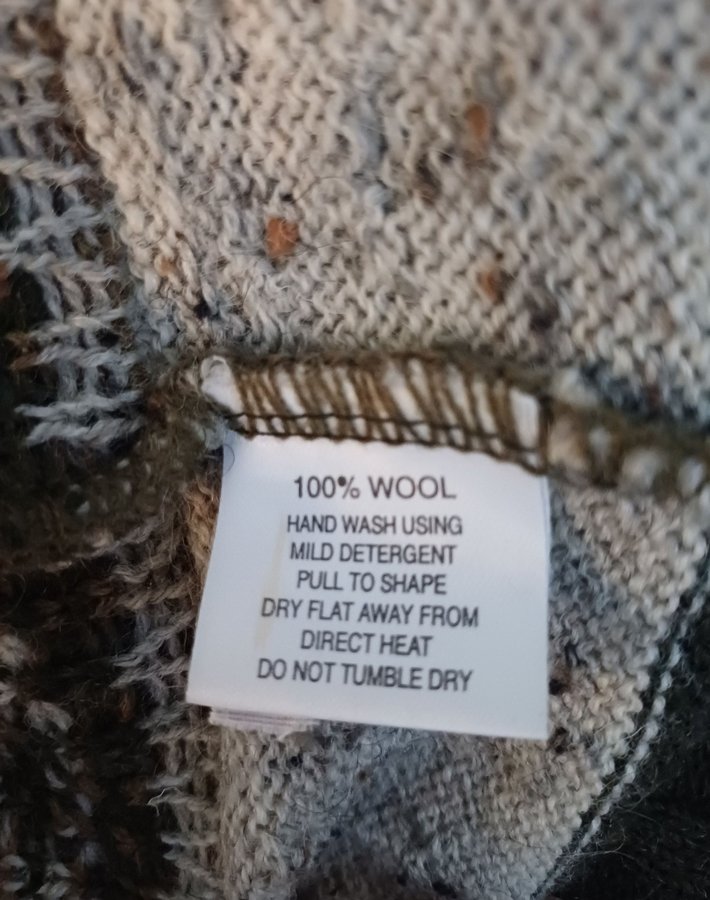 100% WOOL
HAND WASH USING
MILD DETERGENT
PULL TO SHAPE
DRY FLAT AWAY FROM
DIRECT HEAT
DO NOT TUMBLE DRY